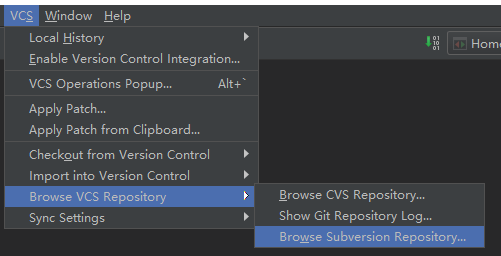 VCS Window Help
Local History
Enable Version Control Integration...
VCS Operations Popup... Alt+`
Apply Patch...
Apply Patch from Clipboard...
Checkout from Version Control
Import into Version Control
Browse VCS Repository
Sync Settings
Home
Browse CVS Repository...
Show Git Repository Log...
Browse Subversion Repository...